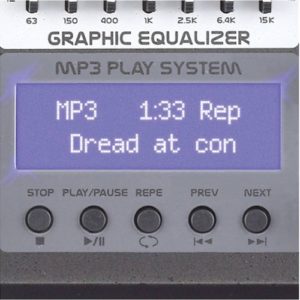 63 150 400 1K 2.5K 6.4K 15K
GRAPHIC EQUALIZER
MP3 PLAY SYSTEM
MP3 1:33 Rep
Dread at con
STOP PLAY/PAUSE REPE PREV NEXT